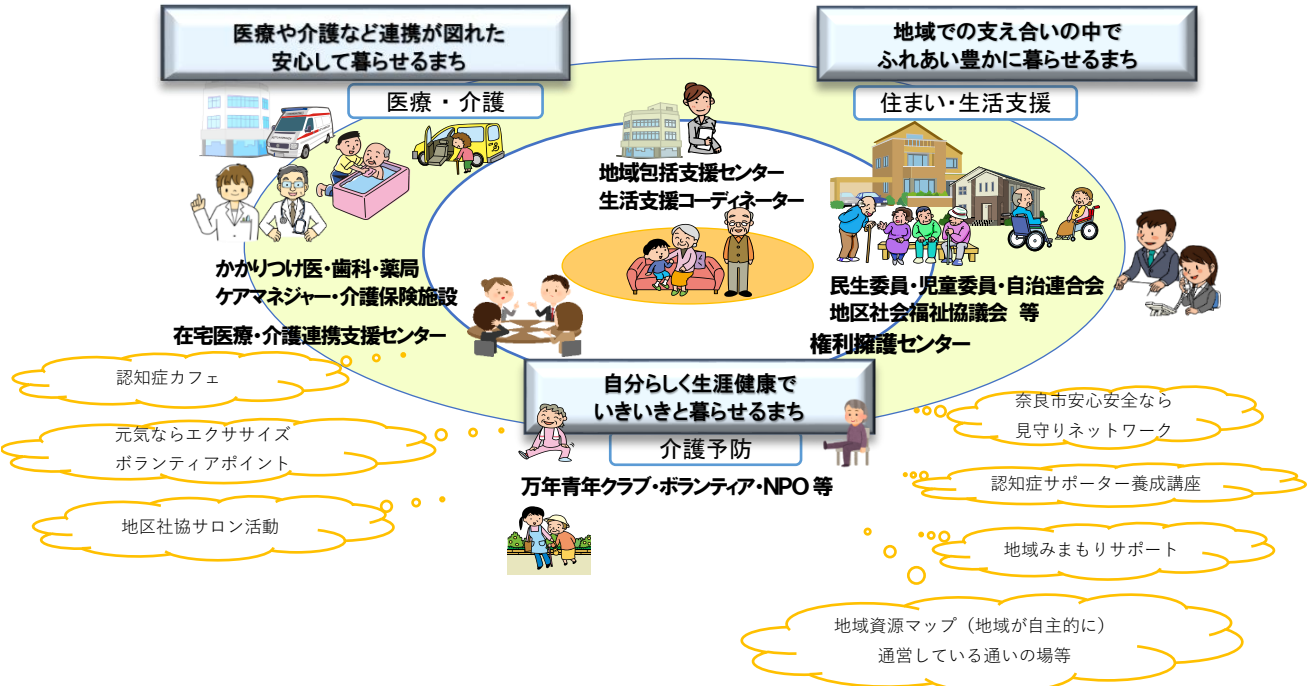 医療や介護など連携が図れた
安心して暮らせるまち
地域での支え合いの中で
ふれあい豊かに暮らせるまち
医療・介護
住まい・生活支援
地域包括支援センター
生活支援コーディネーター
かかりつけ医・歯科・薬局
ケアマネジャー・介護保険施設
在宅医療・介護連携支援センター
民生委員・児童委員・自治連合会
地区社会福祉協議会 等
権利擁護センター
自分らしく生涯健康で
いきいきと暮らせるまち
介護予防
万年青年クラブ・ボランティア・NPO 等
認知症カフェ
元気ならエクササイズ
ボランティアポイント
地区社協サロン活動
奈良市安心安全なら
見守りネットワーク
認知症サポーター養成講座
地域みまもりサポート
地域資源マップ（地域が自主的に）
通営している通いの場等